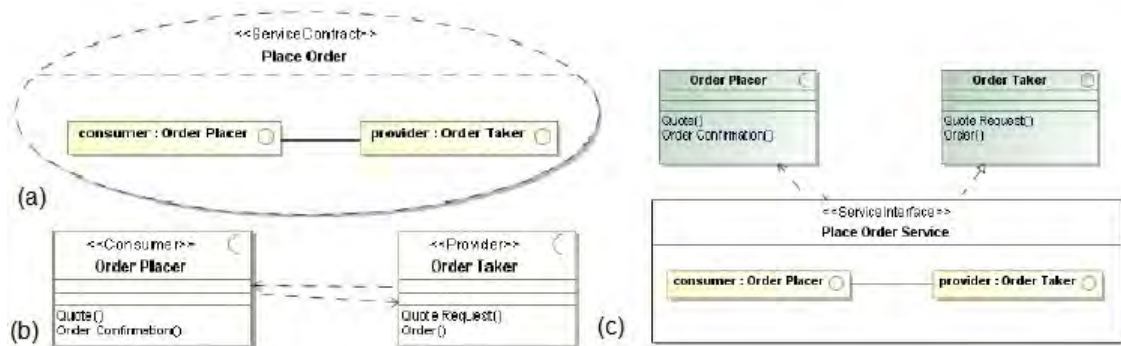 <<ServiceContract>>
Place Order
consumer : Order Placer
provider : Order Taker
(a)
<<Consumer>>
Order Placer
Quote()
Order Confirmation()
<<Provider>>
Order Taker
Quote Request()
Order()
(b)
Order Placer
Quote()
Order Confirmation()
Order Taker
Quote Request()
Order()
<<ServiceInterface>>
Place Order Service
consumer : Order Placer
provider : Order Taker
(c)